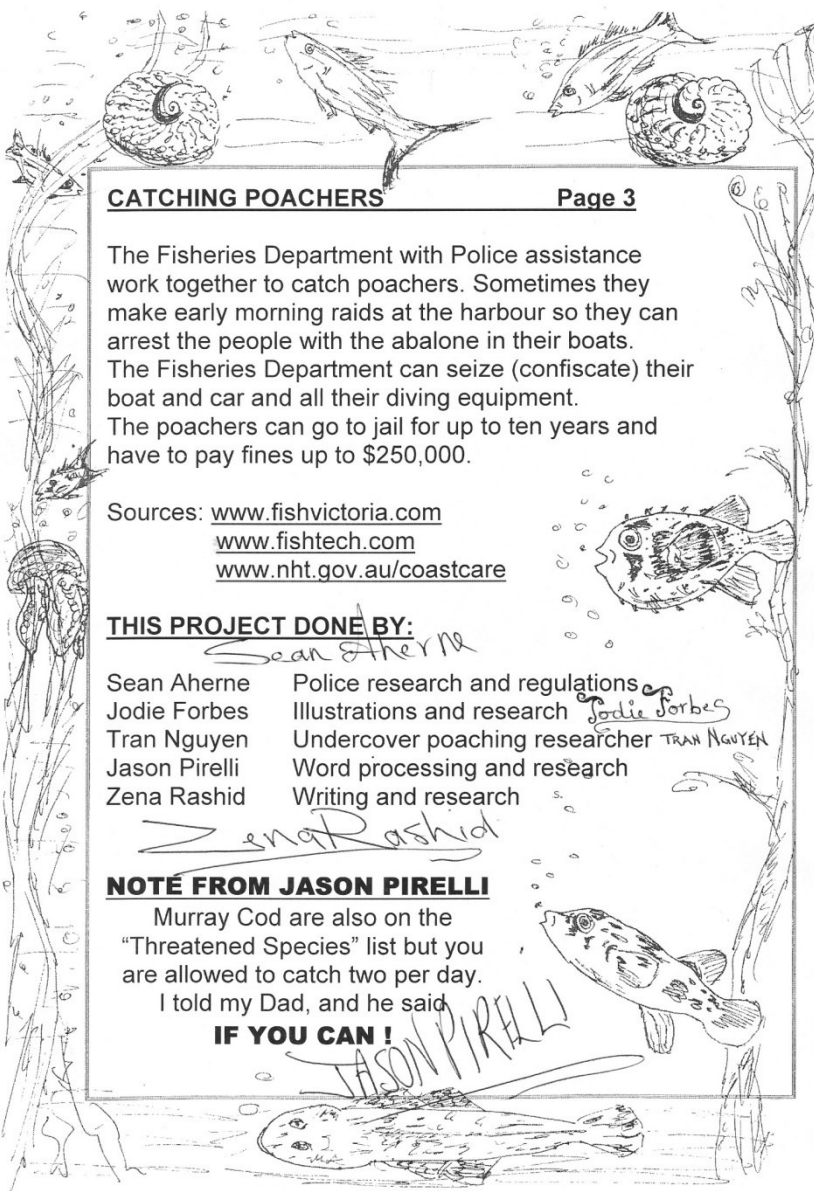 CATCHING POACHERS Page 3
The Fisheries Department with Police assistance
work together to catch poachers. Sometimes they
make early morning raids at the harbour so they can
arrest the people with the abalone in their boats.
The Fisheries Department can seize (confiscate) their
boat and car and all their diving equipment.
The poachers can go to jail for up to ten years and
have to pay fines up to $250,000.
Sources: www.fishvictoria.com
www.fishtech.com
www.nht.gov.au/coastcare
THIS PROJECT DONE BY:
Sean Aherne
Sean Aherne Police research and regulations
Jodie Forbes Illustrations and research Jodie Forbes
Tran Nguyen Undercover poaching researcher TRAN NGUYEN
Jason Pirelli Word processing and research
Zena Rashid Writing and research
Zena Rashid
NOTE FROM JASON PIRELLI
Murray Cod are also on the
“Threatened Species” list but you
are allowed to catch two per day.
I told my Dad, and he said
IF YOU CAN !
JASON PIRELLI